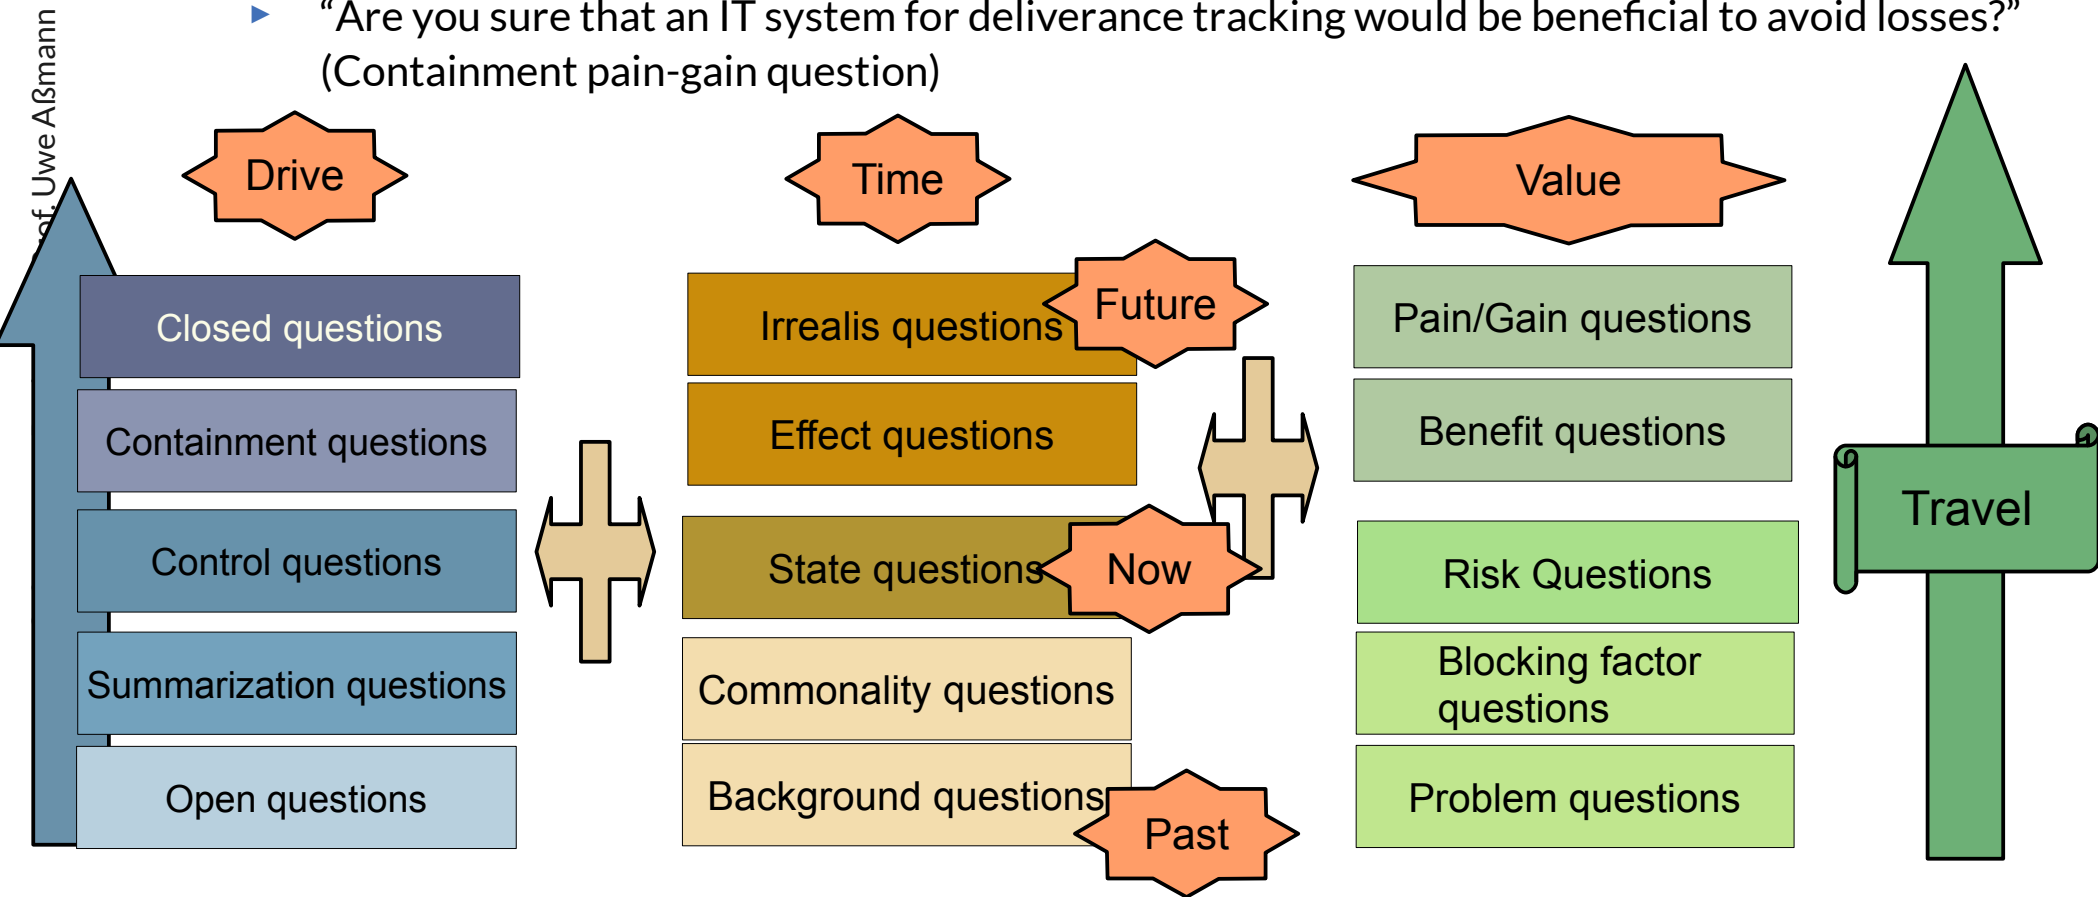 “Are you sure that an IT system for deliverance tracking would be beneficial to avoid losses?”
(Containment pain-gain question)
Uwe Aßmann
Drive
Time
Value
Closed questions
Containment questions
Control questions
Summarization questions
Open questions
Irrealis questions
Future
Effect questions
State questions
Now
Commonality questions
Background questions
Past
Pain/Gain questions
Benefit questions
Risk Questions
Blocking factor
questions
Problem questions
Travel